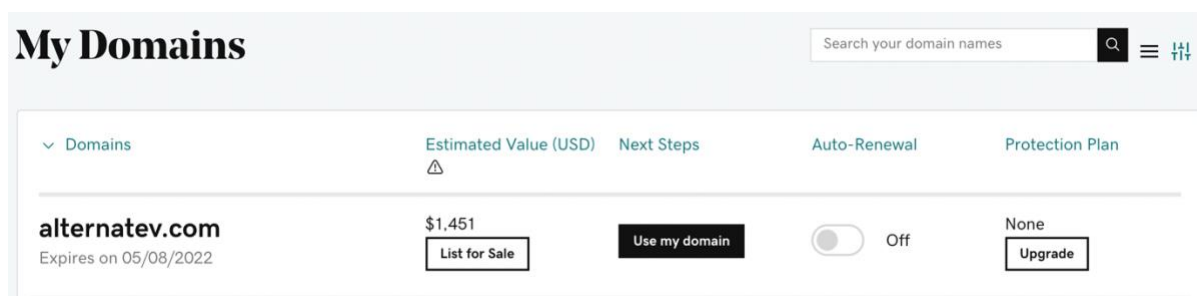 My Domains
Search your domain names
Domains
Estimated Value (USD)
Next Steps
Auto-Renewal
Protection Plan
alternatev.com
Expires on 05/08/2022
$1,451
List for Sale
Use my domain
Off
None
Upgrade